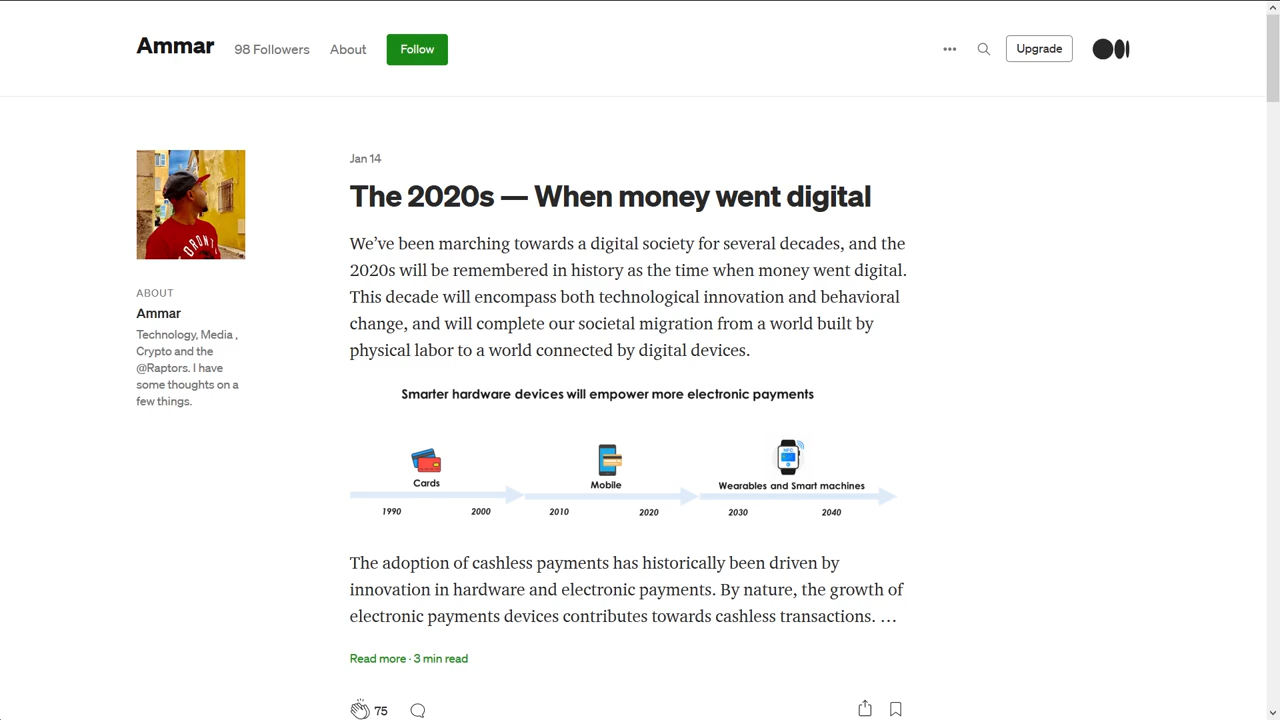 Ammar
98 Followers
About
Follow
Upgrade
ABOUT
Ammar
Technology, Media ,
Crypto and the
@Raptors. I have
some thoughts on a
few things.
Jan 14
The 2020s — When money went digital
We’ve been marching towards a digital society for several decades, and the
2020s will be remembered in history as the time when money went digital.
This decade will encompass both technological innovation and behavioral
change, and will complete our societal migration from a world built by
physical labor to a world connected by digital devices.
Smarter hardware devices will empower more electronic payments
Cards
Mobile
Wearables and Smart machines
1990
2000
2010
2020
2030
2040
The adoption of cashless payments has historically been driven by
innovation in hardware and electronic payments. By nature, the growth of
electronic payments devices contributes towards cashless transactions. …
Read more · 3 min read
75